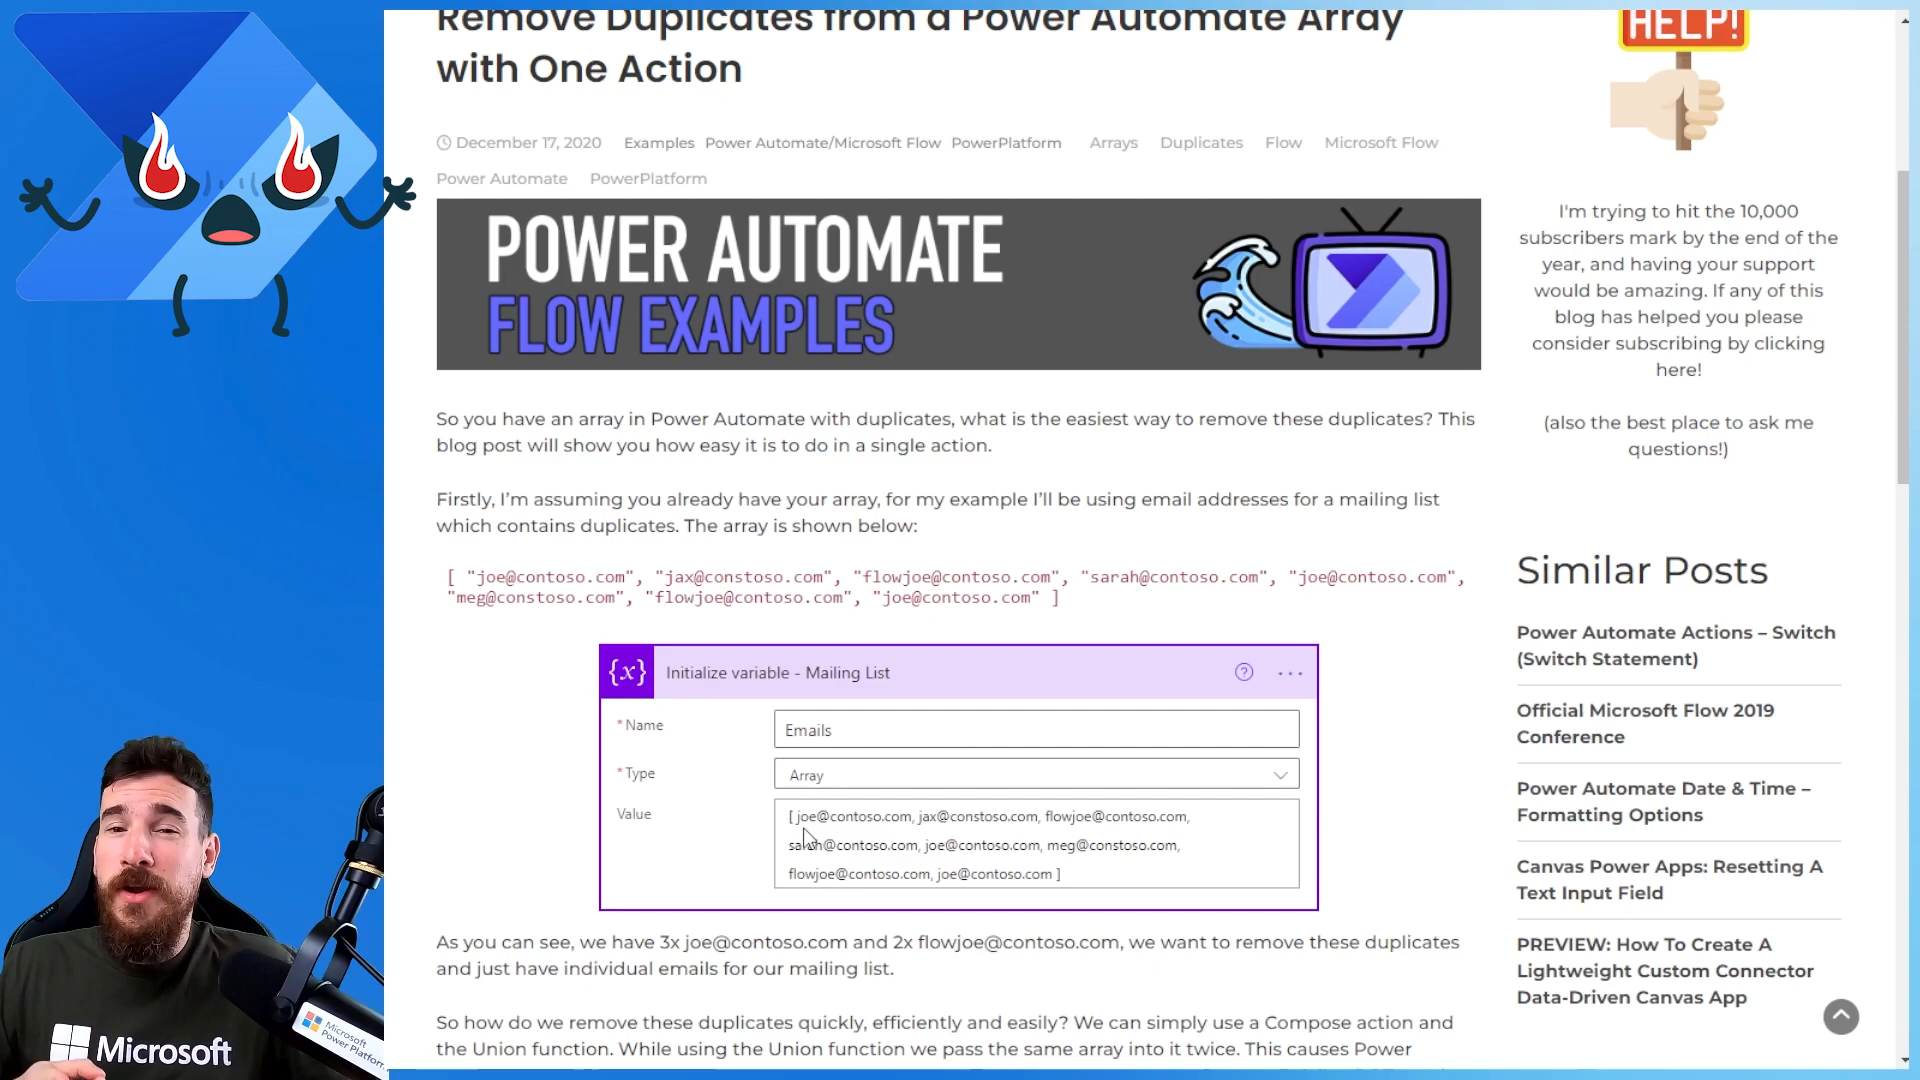 Remove Duplicates from a Power Automate Array
with One Action
December 17, 2020 Examples Power Automate/Microsoft Flow PowerPlatform Arrays Duplicates Flow Microsoft Flow
Power Automate PowerPlatform
POWER AUTOMATE
FLOW EXAMPLES
So you have an array in Power Automate with duplicates, what is the easiest way to remove these duplicates? This
blog post will show you how easy it is to do in a single action.
Firstly, I'm assuming you already have your array, for my example I'll be using email addresses for a mailing list
which contains duplicates. The array is shown below:
[ "joe@contoso.com", "jax@constoso.com", "flowjoe@contoso.com", "sarah@contoso.com", "joe@contoso.com",
"meg@constoso.com", "flowjoe@contoso.com", "joe@contoso.com" ]
{x} Initialize variable - Mailing List ? ...
*Name Emails
*Type Array
Value [ joe@contoso.com, jax@constoso.com, flowjoe@contoso.com,
sarah@contoso.com, joe@contoso.com, meg@constoso.com,
flowjoe@contoso.com, joe@contoso.com ]
As you can see, we have 3x joe@contoso.com and 2x flowjoe@contoso.com, we want to remove these duplicates
and just have individual emails for our mailing list.
So how do we remove these duplicates quickly, efficiently and easily? We can simply use a Compose action and
the Union function. While using the Union function we pass the same array into it twice. This causes Power
HELP!
I'm trying to hit the 10,000
subscribers mark by the end of the
year, and having your support
would be amazing. If any of this
blog has helped you please
consider subscribing by clicking
here!
(also the best place to ask me
questions!)
Similar Posts
Power Automate Actions – Switch
(Switch Statement)
Official Microsoft Flow 2019
Conference
Power Automate Date & Time –
Formatting Options
Canvas Power Apps: Resetting A
Text Input Field
PREVIEW: How To Create A
Lightweight Custom Connector
Data-Driven Canvas App
Microsoft
Microsoft
Power Platform